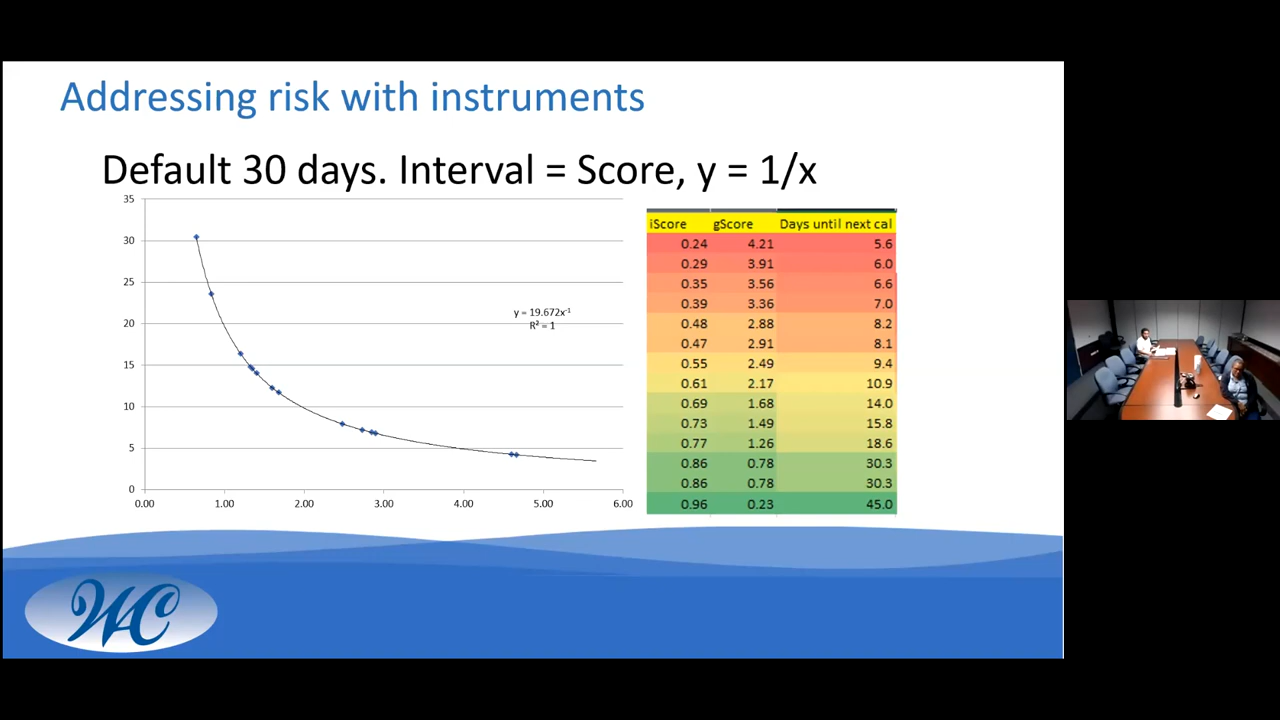 Addressing risk with instruments
Default 30 days. Interval = Score, y = 1/x
35
30
25
20
15
10
5
0
0.00 1.00 2.00 3.00 4.00 5.00 6.00
y = 19.672x⁻¹
R² = 1
iScore gScore Days until next cal
0.24 4.21 5.6
0.29 3.91 6.0
0.35 3.56 6.6
0.39 3.36 7.0
0.48 2.88 8.2
0.47 2.91 8.1
0.55 2.49 9.4
0.61 2.17 10.9
0.69 1.68 14.0
0.73 1.49 15.8
0.77 1.26 18.6
0.86 0.78 30.3
0.86 0.78 30.3
0.96 0.23 45.0
WC